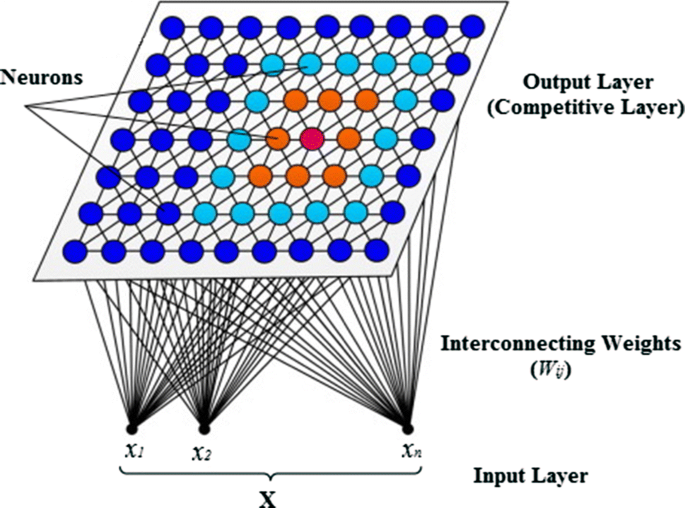 Neurons
Output Layer
(Competitive Layer)
Interconnecting Weights
(Wij)
x1 x2 xn
Input Layer
X